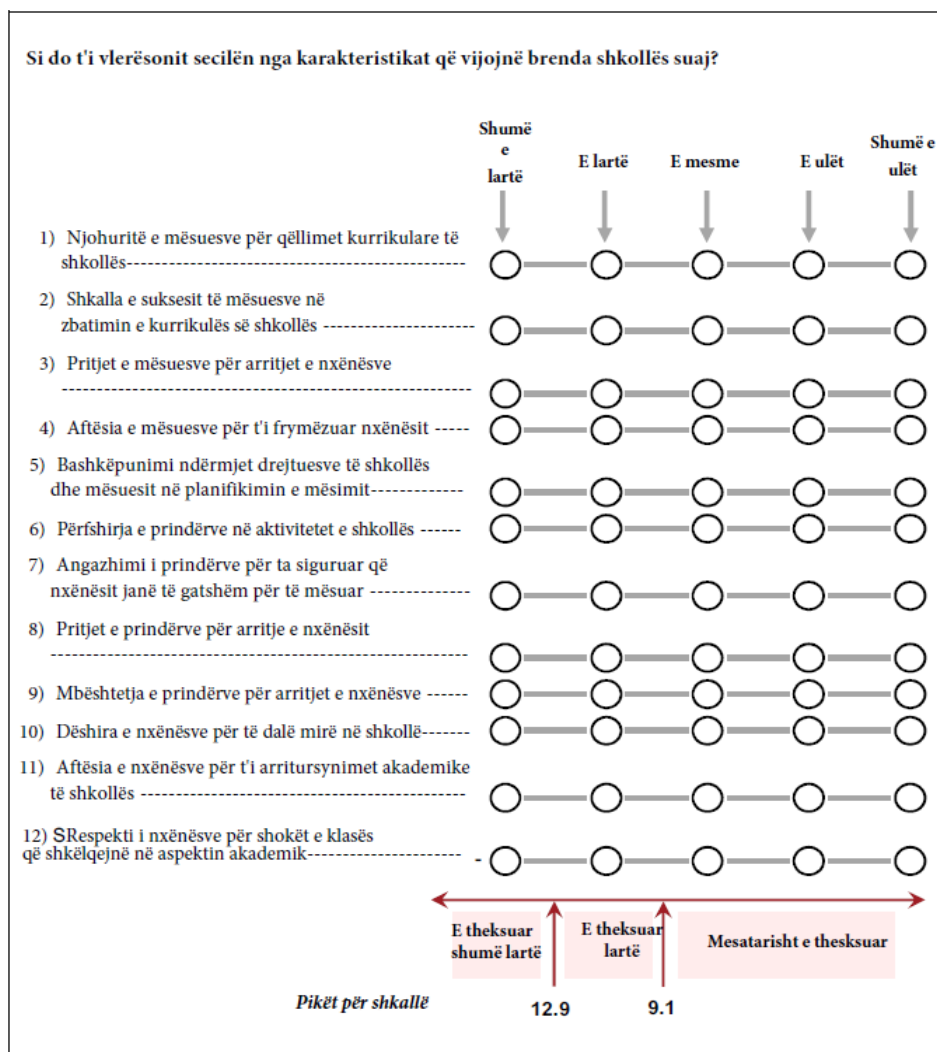 Si do t'i vlerësonit secilën nga karakteristikat që vijojnë brenda shkollës suaj?
Shumë
e
lartë
E lartë
E mesme
E ulët
Shumë e
ulët
1) Njohuritë e mësuesve për qëllimet kurrikulare të
shkollës------------------------------------------------
2) Shkalla e suksesit të mësuesve në
zbatimin e kurrikulës së shkollës ----------------------
3) Pritjet e mësuesve për arritjet e nxënësve
----------------------------------------------------------
4) Aftësia e mësuesve për t'i frymëzuar nxënësit -----
5) Bashkëpunimi ndërmjet drejtuesve të shkollës
dhe mësuesit në planifikimin e mësimit-------------
6) Përfshirja e prindërve në aktivitetet e shkollës ------
7) Angazhimi i prindërve për ta siguruar që
nxënësit janë të gatshëm për të mësuar --------------
8) Pritjet e prindërve për arritje e nxënësit
-----------------------------------------------------------
9) Mbështetja e prindërve për arritjet e nxënësve ------
10) Dëshira e nxënësve për të dalë mirë në shkollë-------
11) Aftësia e nxënësve për t'i arritursynimet akademike
të shkollës ----------------------------------------------
12) SRespekti i nxënësve për shokët e klasës
që shkëlqejnë në aspektin akademik---------------------- -
E theksuar
shumë lartë
E theksuar
lartë
Mesatarisht e thesksuar
Pikët për shkallë 12.9 9.1